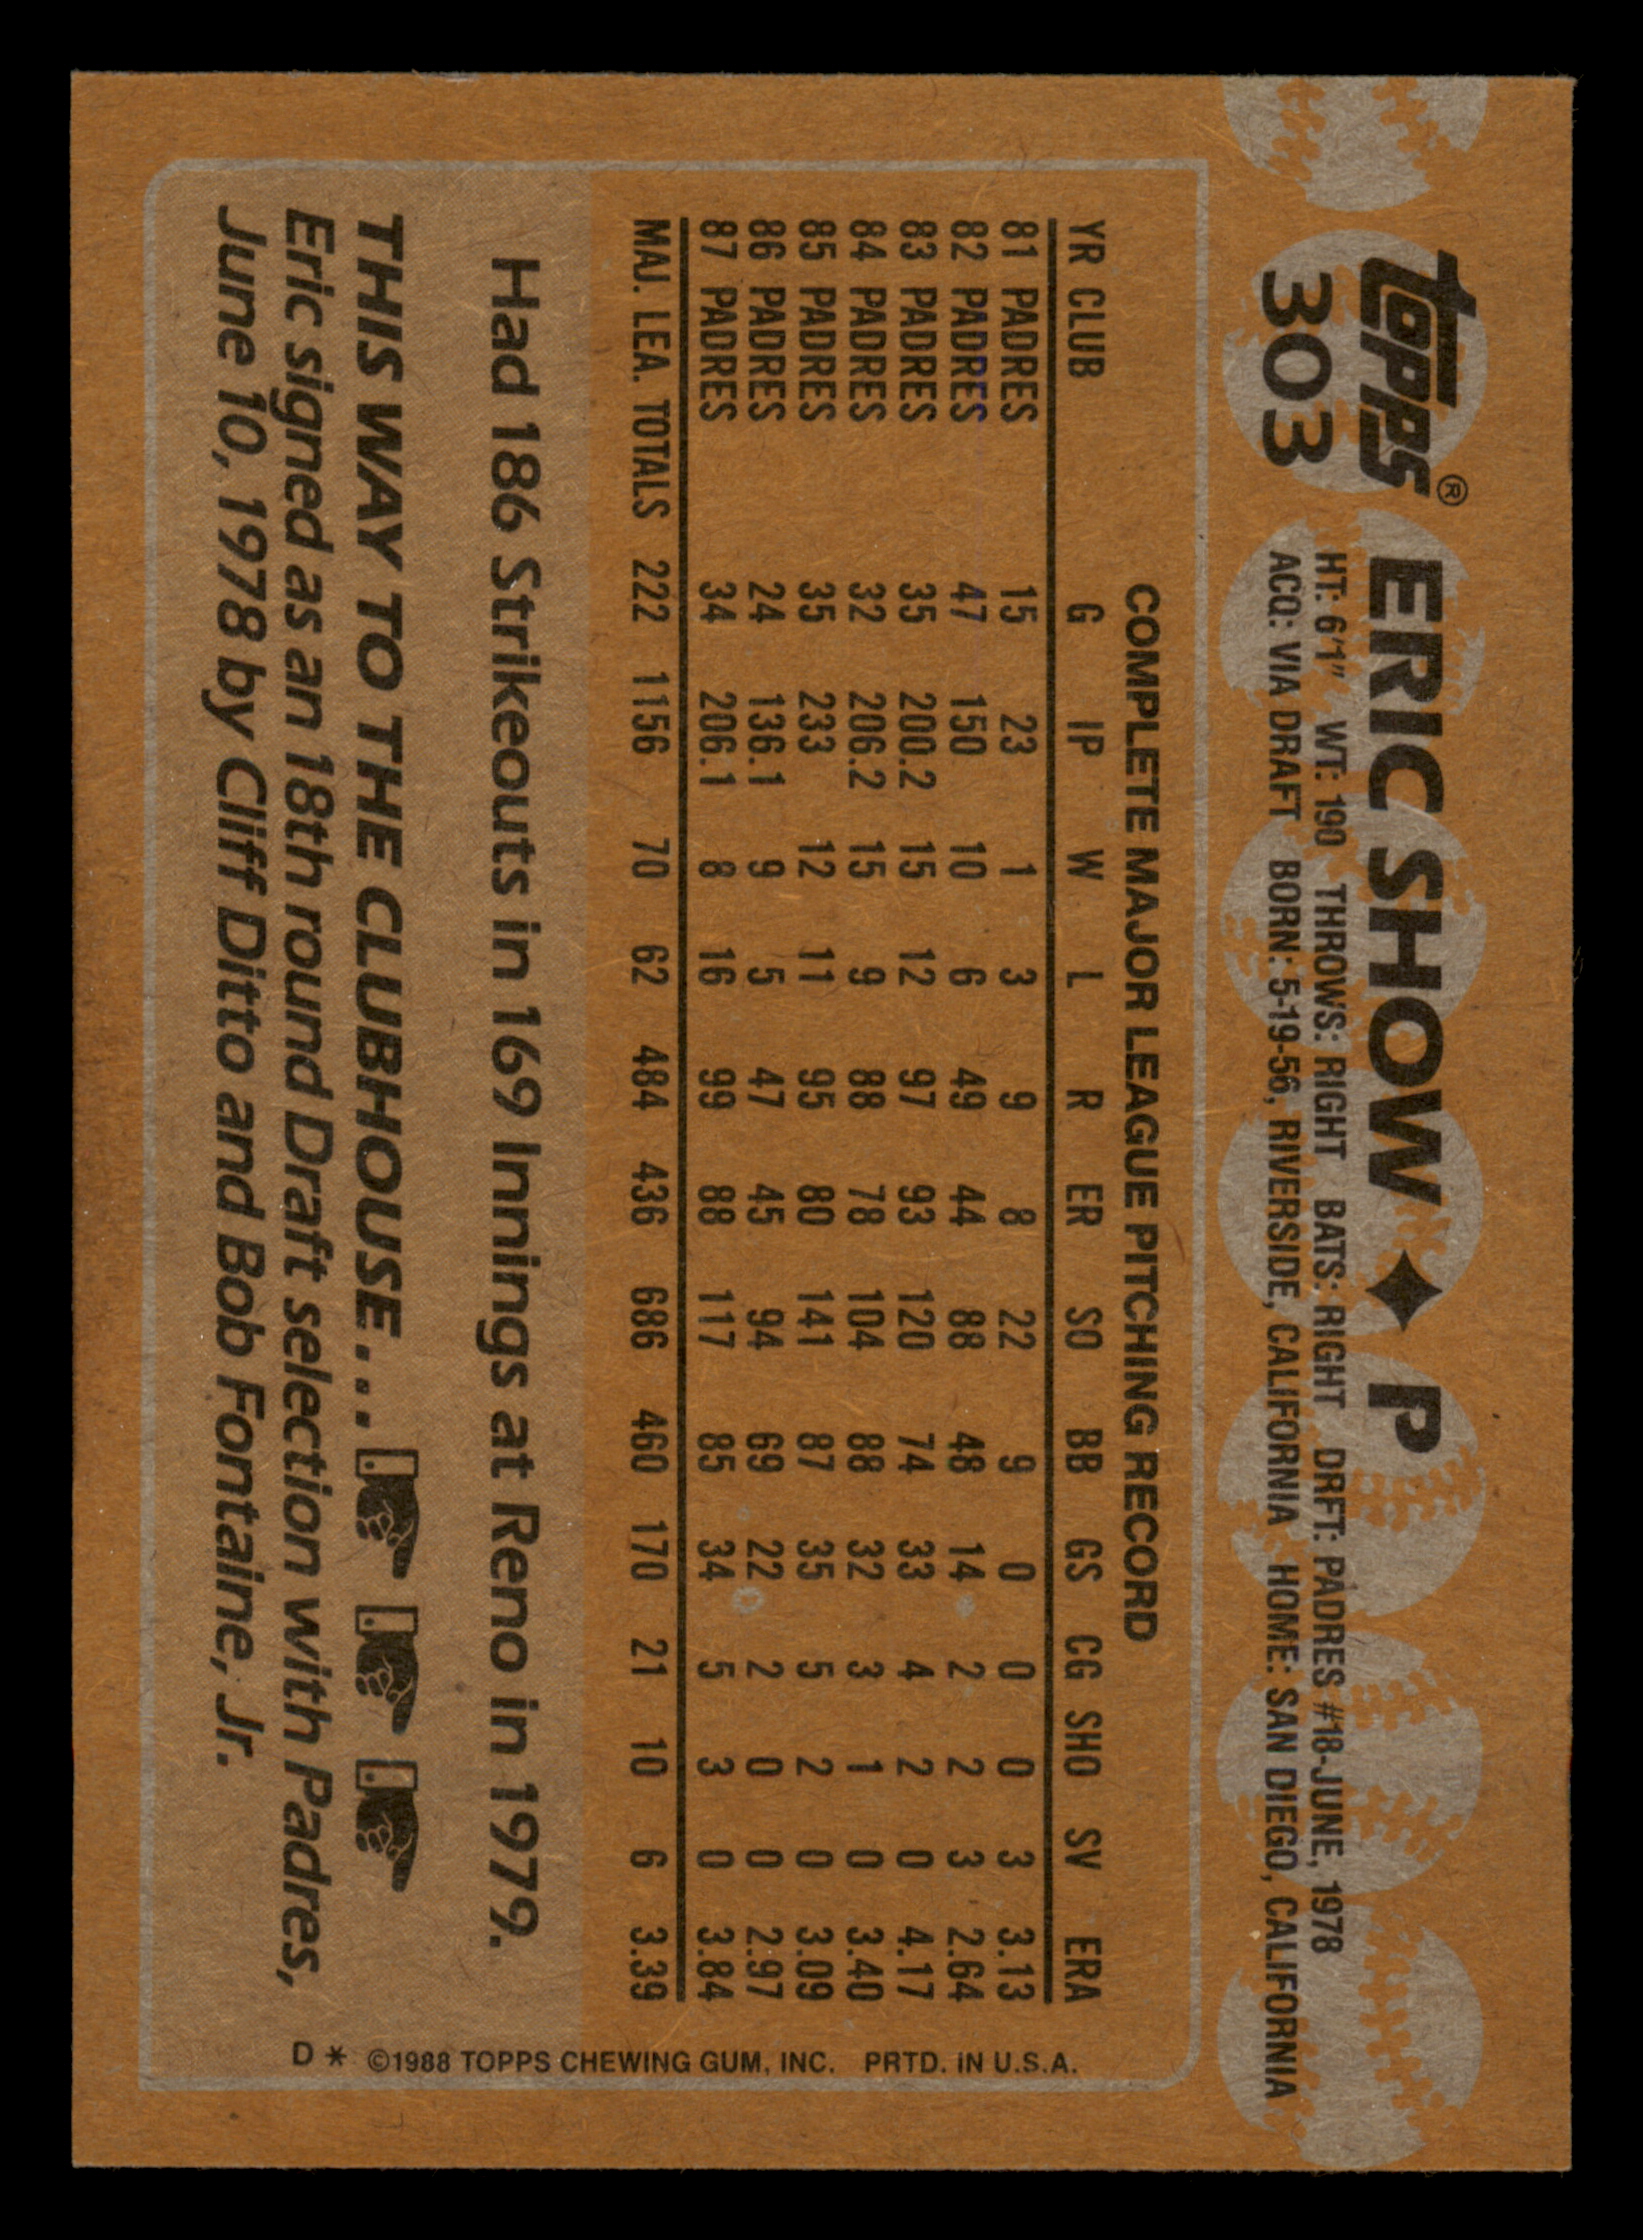 topps®
303
ERIC SHOW ✦ P
HT: 6'1" WT: 190 THROWS: RIGHT BATS: RIGHT DRFT: PADRES #18-JUNE, 1978
ACQ: VIA DRAFT BORN: 5-19-56, RIVERSIDE, CALIFORNIA HOME: SAN DIEGO, CALIFORNIA
COMPLETE MAJOR LEAGUE PITCHING RECORD
YR CLUB G IP W L R ER SO BB GS CG SHO SV ERA
81 PADRES 15 23 1 3 9 8 22 9 0 0 0 3 3.13
82 PADRES 47 150 10 6 49 44 88 48 14 2 2 3 2.64
83 PADRES 35 200.2 15 12 97 93 120 74 33 4 2 0 4.17
84 PADRES 32 206.2 15 9 88 78 104 88 32 3 1 0 3.40
85 PADRES 35 233 12 11 95 80 141 87 35 5 2 0 3.09
86 PADRES 24 136.1 9 5 47 45 94 69 22 2 0 0 2.97
87 PADRES 34 206.1 8 16 99 88 117 85 34 5 3 0 3.84
MAJ. LEA. TOTALS 222 1156 70 62 484 436 686 460 170 21 10 6 3.39
Had 186 Strikeouts in 169 Innings at Reno in 1979.
THIS WAY TO THE CLUBHOUSE...
Eric signed as an 18th round Draft selection with Padres,
June 10, 1978 by Cliff Ditto and Bob Fontaine, Jr.
D * ©1988 TOPPS CHEWING GUM, INC. PRTD. IN U.S.A.